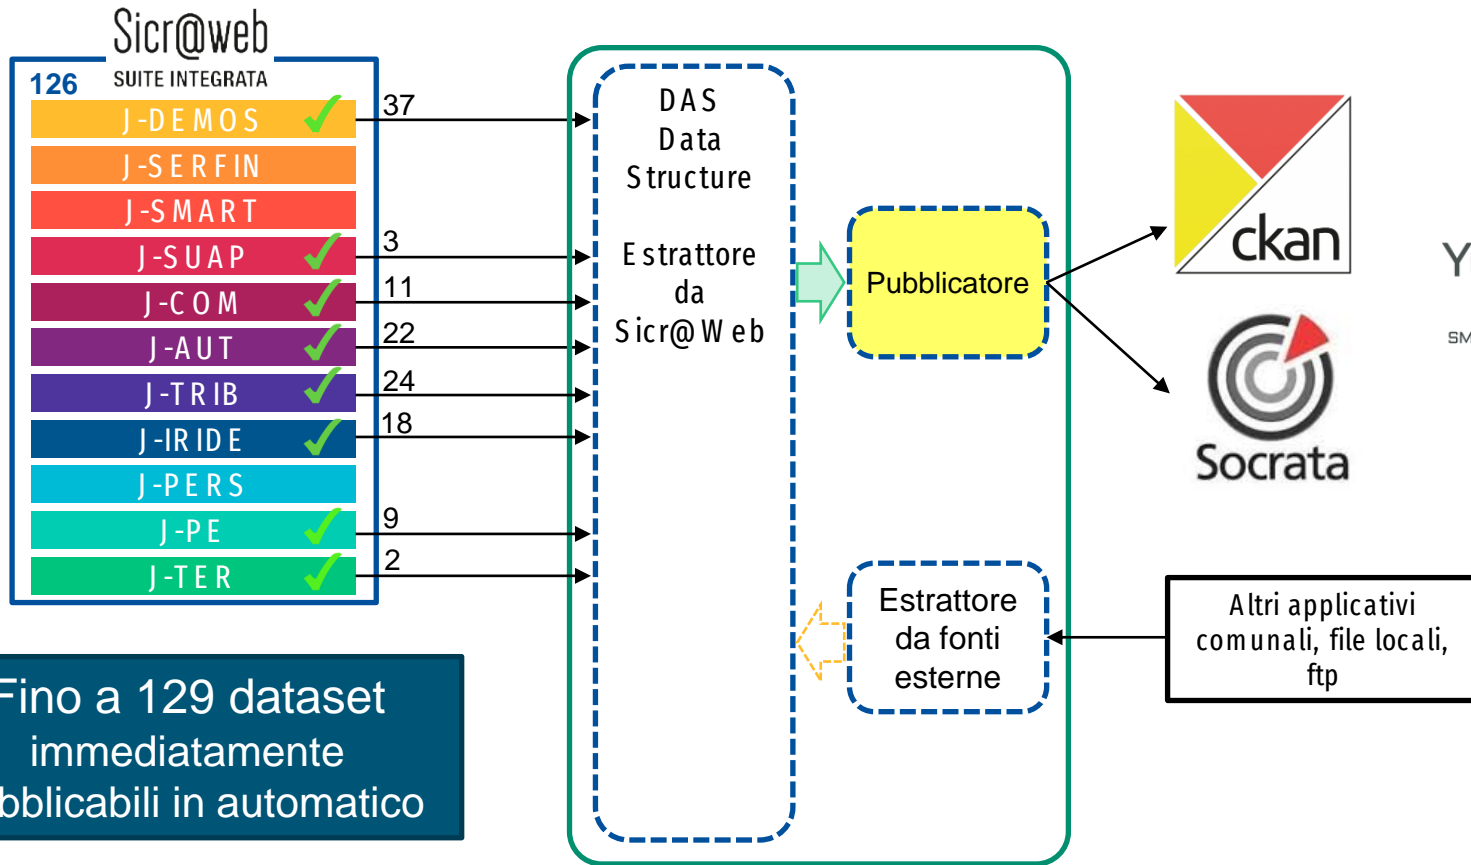 Sicr@web
SUITE INTEGRATA
126
J-DEMOS
37
J-SERFIN
J-SMART
J-SUAP
3
J-COM
11
J-AUT
22
J-TRIB
24
J-IRIDE
18
J-PERS
J-PE
9
J-TER
2
Fino a 129 dataset
immediatamente
bblicabili in automatico
DAS
Data
Structure
Estrattore
da
Sicr@Web
Pubblicatore
Estrattore
da fonti
esterne
ckan
Socrata
Y
SM
Altri applicativi
comunali, file locali,
ftp